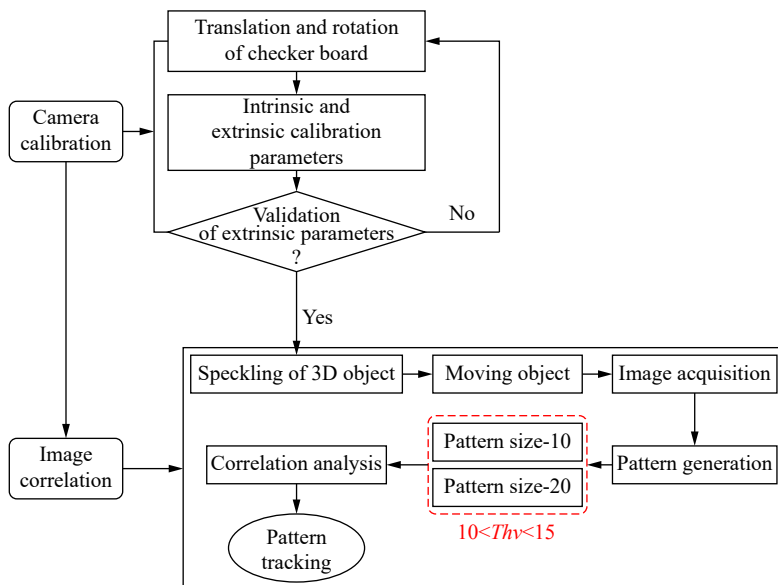 Translation and rotation
of checker board
Intrinsic and
extrinsic calibration
parameters
Camera
calibration
Validation
of extrinsic parameters
?
No
Yes
Speckling of 3D object
Moving object
Image acquisition
Image
correlation
Correlation analysis
Pattern size-10
Pattern size-20
Pattern generation
10<Thv<15
Pattern
tracking